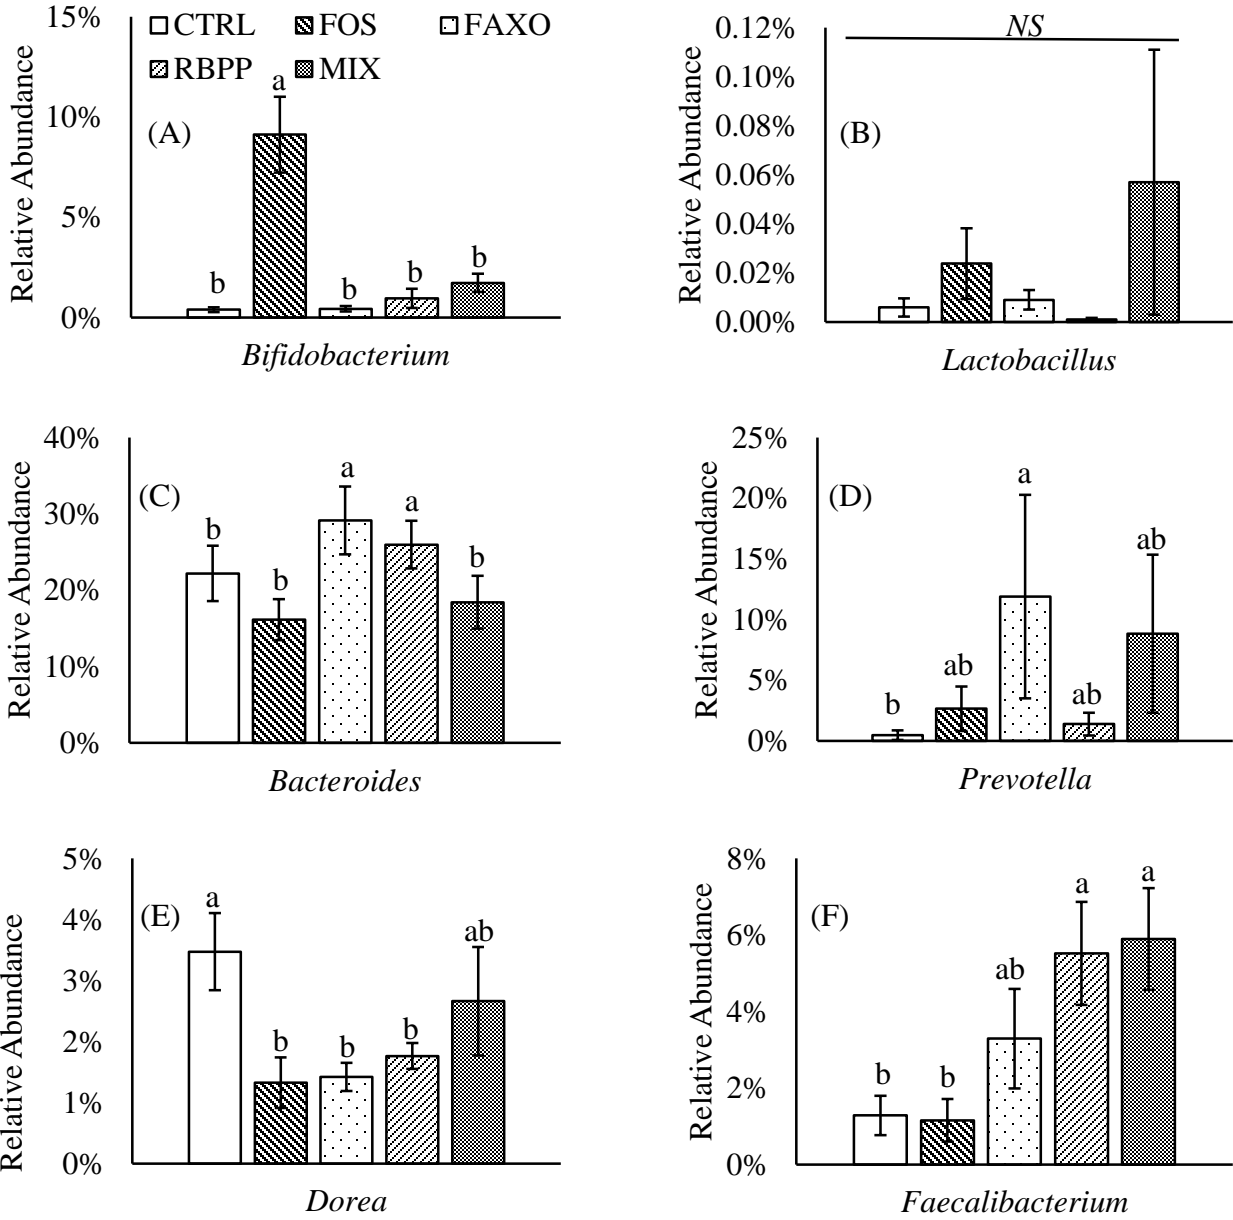 CTRL FOS FAXO
RBPP MIX
15%
10%
5%
0%
Relative Abundance
(A)
b a b b b
Bifidobacterium
NS
0.12%
0.10%
0.08%
0.06%
0.04%
0.02%
0.00%
Relative Abundance
(B)
Lactobacillus
40%
30%
20%
10%
0%
Relative Abundance
(C)
b b a a b
Bacteroides
25%
20%
15%
10%
5%
0%
Relative Abundance
(D)
b ab a ab ab
Prevotella
5%
4%
3%
2%
1%
0%
Relative Abundance
(E)
a b b b ab
Dorea
8%
6%
4%
2%
0%
Relative Abundance
(F)
b b ab a a
Faecalibacterium